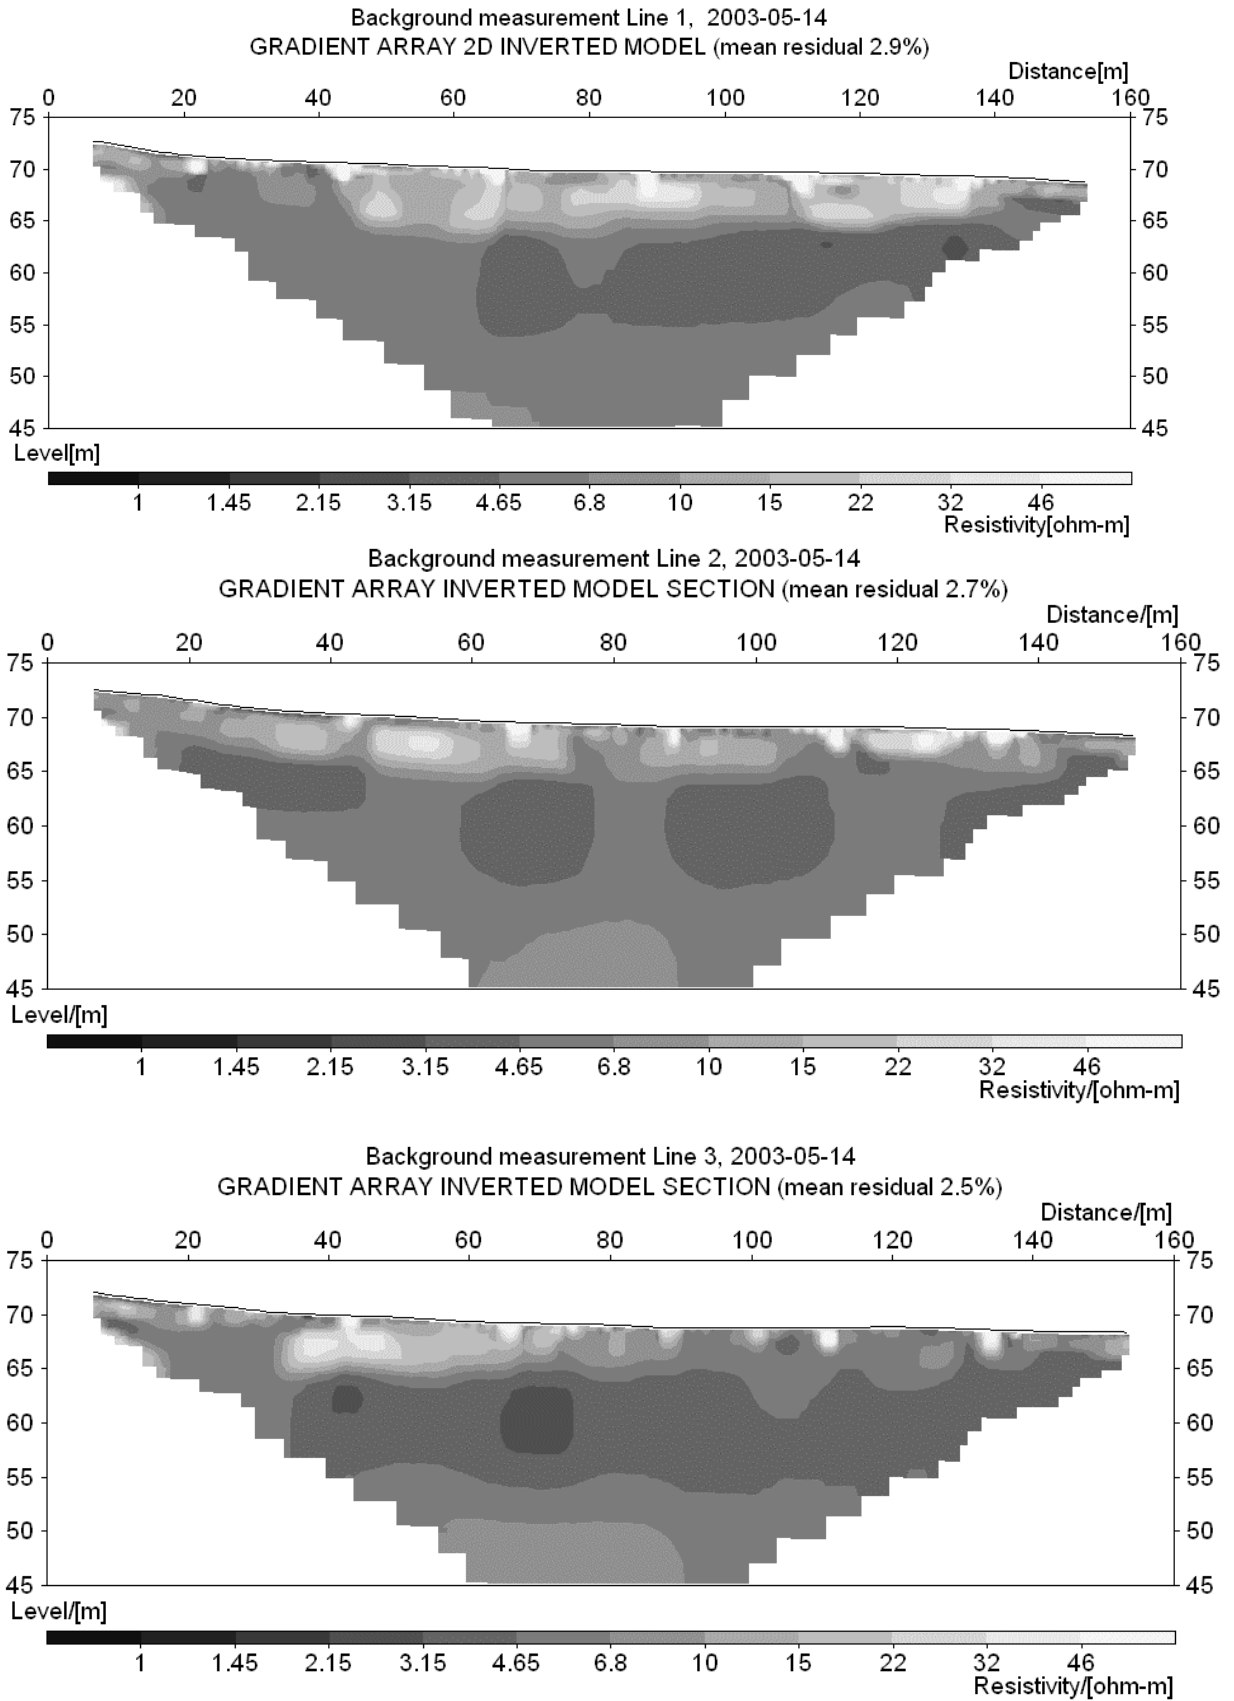 Background measurement Line 1, 2003-05-14
GRADIENT ARRAY 2D INVERTED MODEL (mean residual 2.9%)
Distance[m]
0 20 40 60 80 100 120 140 160
75 75
70 70
65 65
60 60
55 55
50 50
45 45
Level[m]
1 1.45 2.15 3.15 4.65 6.8 10 15 22 32 46
Resistivity[ohm-m]
Background measurement Line 2, 2003-05-14
GRADIENT ARRAY INVERTED MODEL SECTION (mean residual 2.7%)
Distance/[m]
0 20 40 60 80 100 120 140 160
75 75
70 70
65 65
60 60
55 55
50 50
45 45
Level/[m]
1 1.45 2.15 3.15 4.65 6.8 10 15 22 32 46
Resistivity/[ohm-m]
Background measurement Line 3, 2003-05-14
GRADIENT ARRAY INVERTED MODEL SECTION (mean residual 2.5%)
Distance/[m]
0 20 40 60 80 100 120 140 160
75 75
70 70
65 65
60 60
55 55
50 50
45 45
Level/[m]
1 1.45 2.15 3.15 4.65 6.8 10 15 22 32 46
Resistivity/[ohm-m]